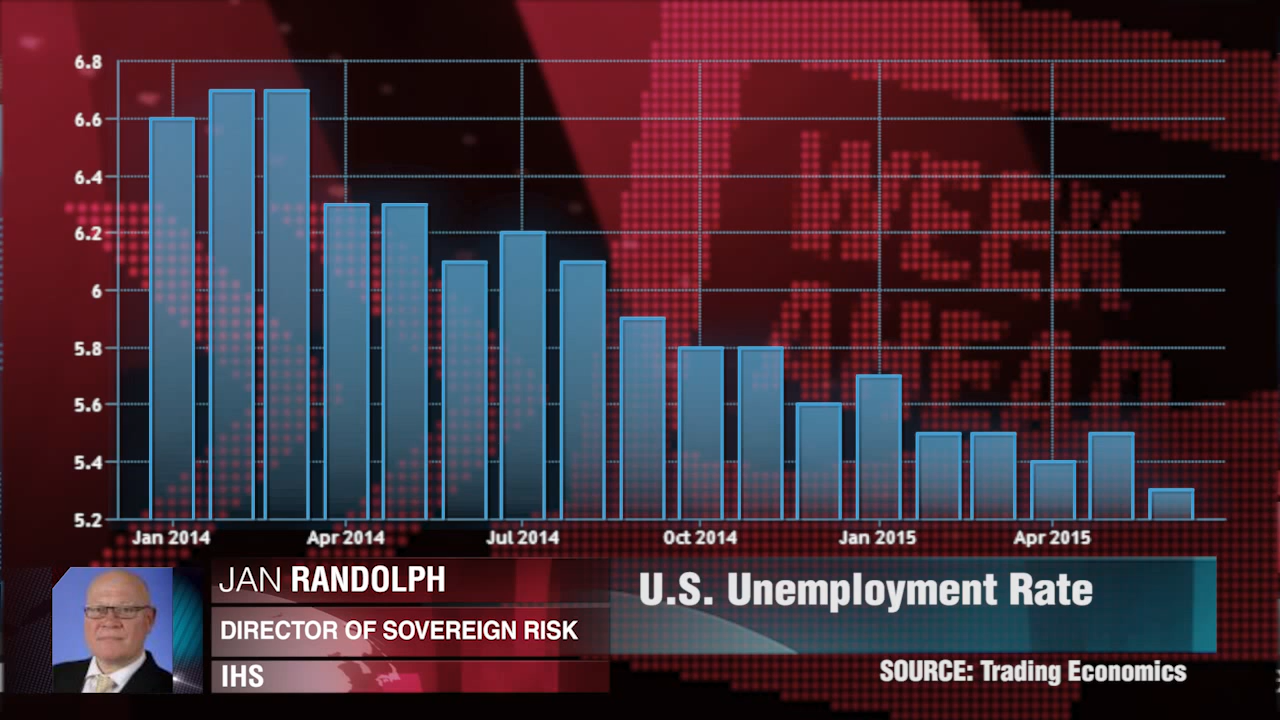 6.8
6.6
6.4
6.2
6
5.8
5.6
5.4
5.2
Jan 2014 Apr 2014 Jul 2014 Oct 2014 Jan 2015 Apr 2015
WEEK
AHEAD
JAN RANDOLPH
DIRECTOR OF SOVEREIGN RISK
IHS
U.S. Unemployment Rate
SOURCE: Trading Economics